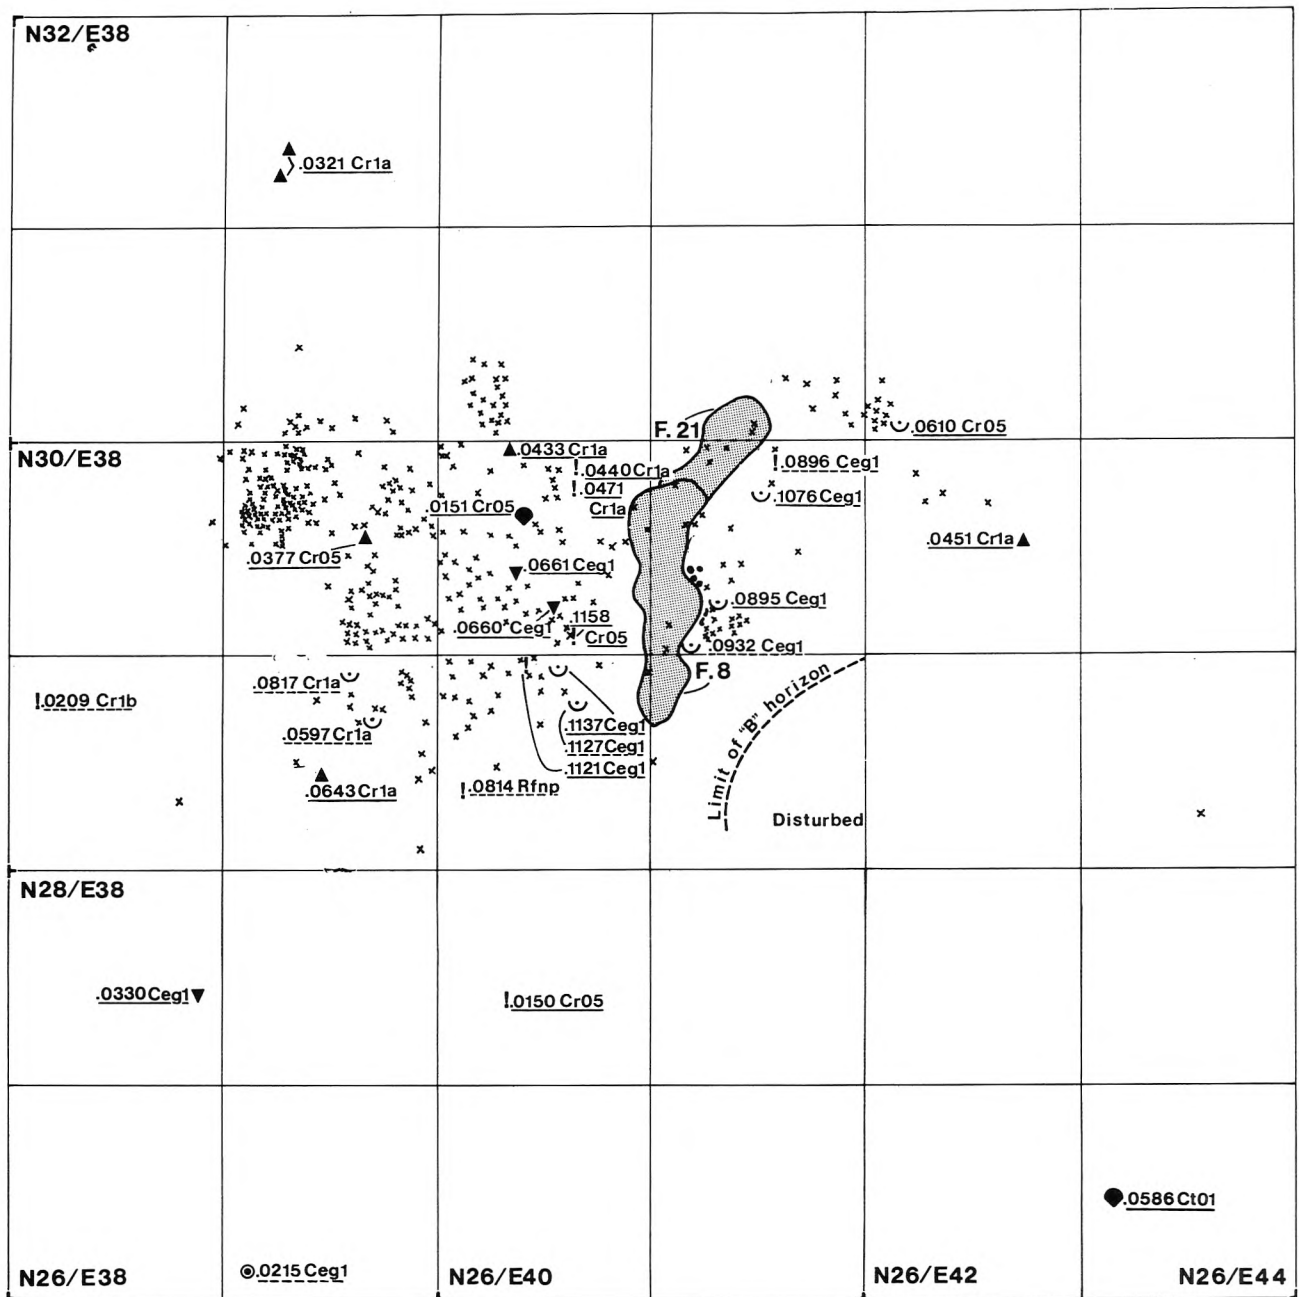 N32/E38
.0321 Cr1a
F. 21
.0610 Cr05
N30/E38
.0433 Cr1a
.0440 Cr1a
!.0896 Ceg1
!.0471
Cr1a
.1076 Ceg1
.0151 Cr05
.0377 Cr05
.0451 Cr1a
.0661 Ceg1
.0895 Ceg1
.0660 Ceg1
.1158
Cr05
.0932 Ceg1
F. 8
.0817 Cr1a
!.0209 Cr1b
.0597 Cr1a
.1137 Ceg1
.1127 Ceg1
.1121 Ceg1
.0643 Cr1a
!.0814 Rfnp
Limit of "B" horizon
Disturbed
N28/E38
.0330 Ceg1
!.0150 Cr05
.0586 Ct01
N26/E38
.0215 Ceg1
N26/E40
N26/E42
N26/E44